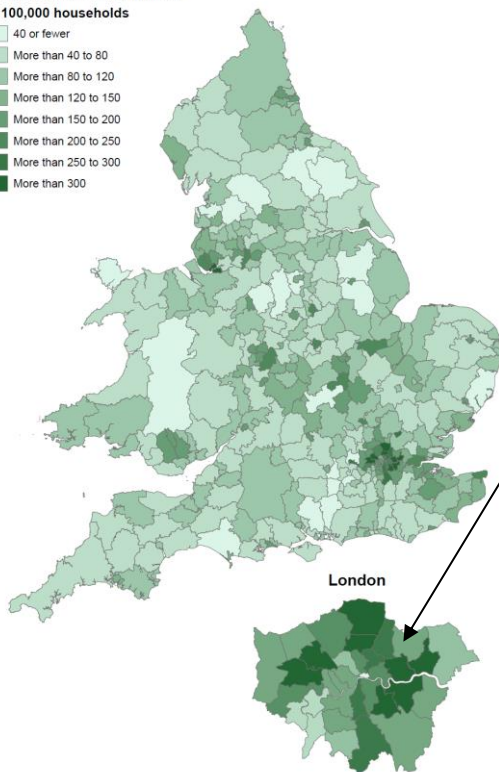 100,000 households
40 or fewer
More than 40 to 80
More than 80 to 120
More than 120 to 150
More than 150 to 200
More than 200 to 250
More than 250 to 300
More than 300
London